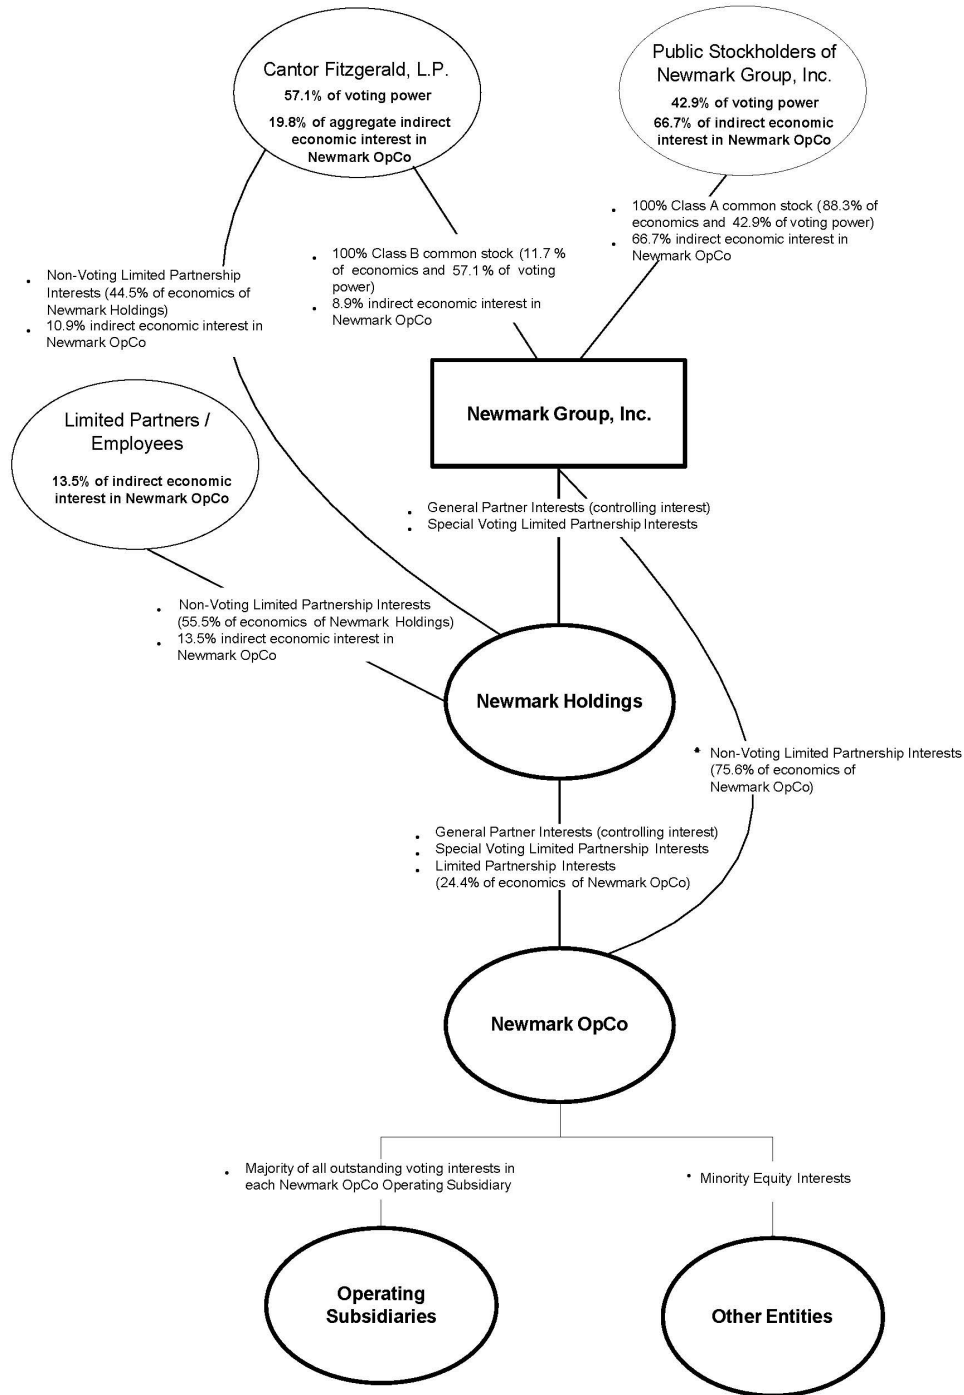 Cantor Fitzgerald, L.P.
57.1% of voting power
19.8% of aggregate indirect
economic interest in
Newmark OpCo
Public Stockholders of
Newmark Group, Inc.
42.9% of voting power
66.7% of indirect economic
interest in Newmark OpCo
• 100% Class A common stock (88.3% of
economics and 42.9% of voting power)
• 66.7% indirect economic interest in
Newmark OpCo
• 100% Class B common stock (11.7 %
of economics and 57.1 % of voting
power)
• 8.9% indirect economic interest in
Newmark OpCo
• Non-Voting Limited Partnership
Interests (44.5% of economics of
Newmark Holdings)
• 10.9% indirect economic interest in
Newmark OpCo
Newmark Group, Inc.
Limited Partners /
Employees
13.5% of indirect economic
interest in Newmark OpCo
• General Partner Interests (controlling interest)
• Special Voting Limited Partnership Interests
• Non-Voting Limited Partnership Interests
(55.5% of economics of Newmark Holdings)
• 13.5% indirect economic interest in
Newmark OpCo
Newmark Holdings
• Non-Voting Limited Partnership Interests
(75.6% of economics of
Newmark OpCo)
• General Partner Interests (controlling interest)
• Special Voting Limited Partnership Interests
• Limited Partnership Interests
(24.4% of economics of Newmark OpCo)
Newmark OpCo
• Majority of all outstanding voting interests in
each Newmark OpCo Operating Subsidiary
• Minority Equity Interests
Operating
Subsidiaries
Other Entities